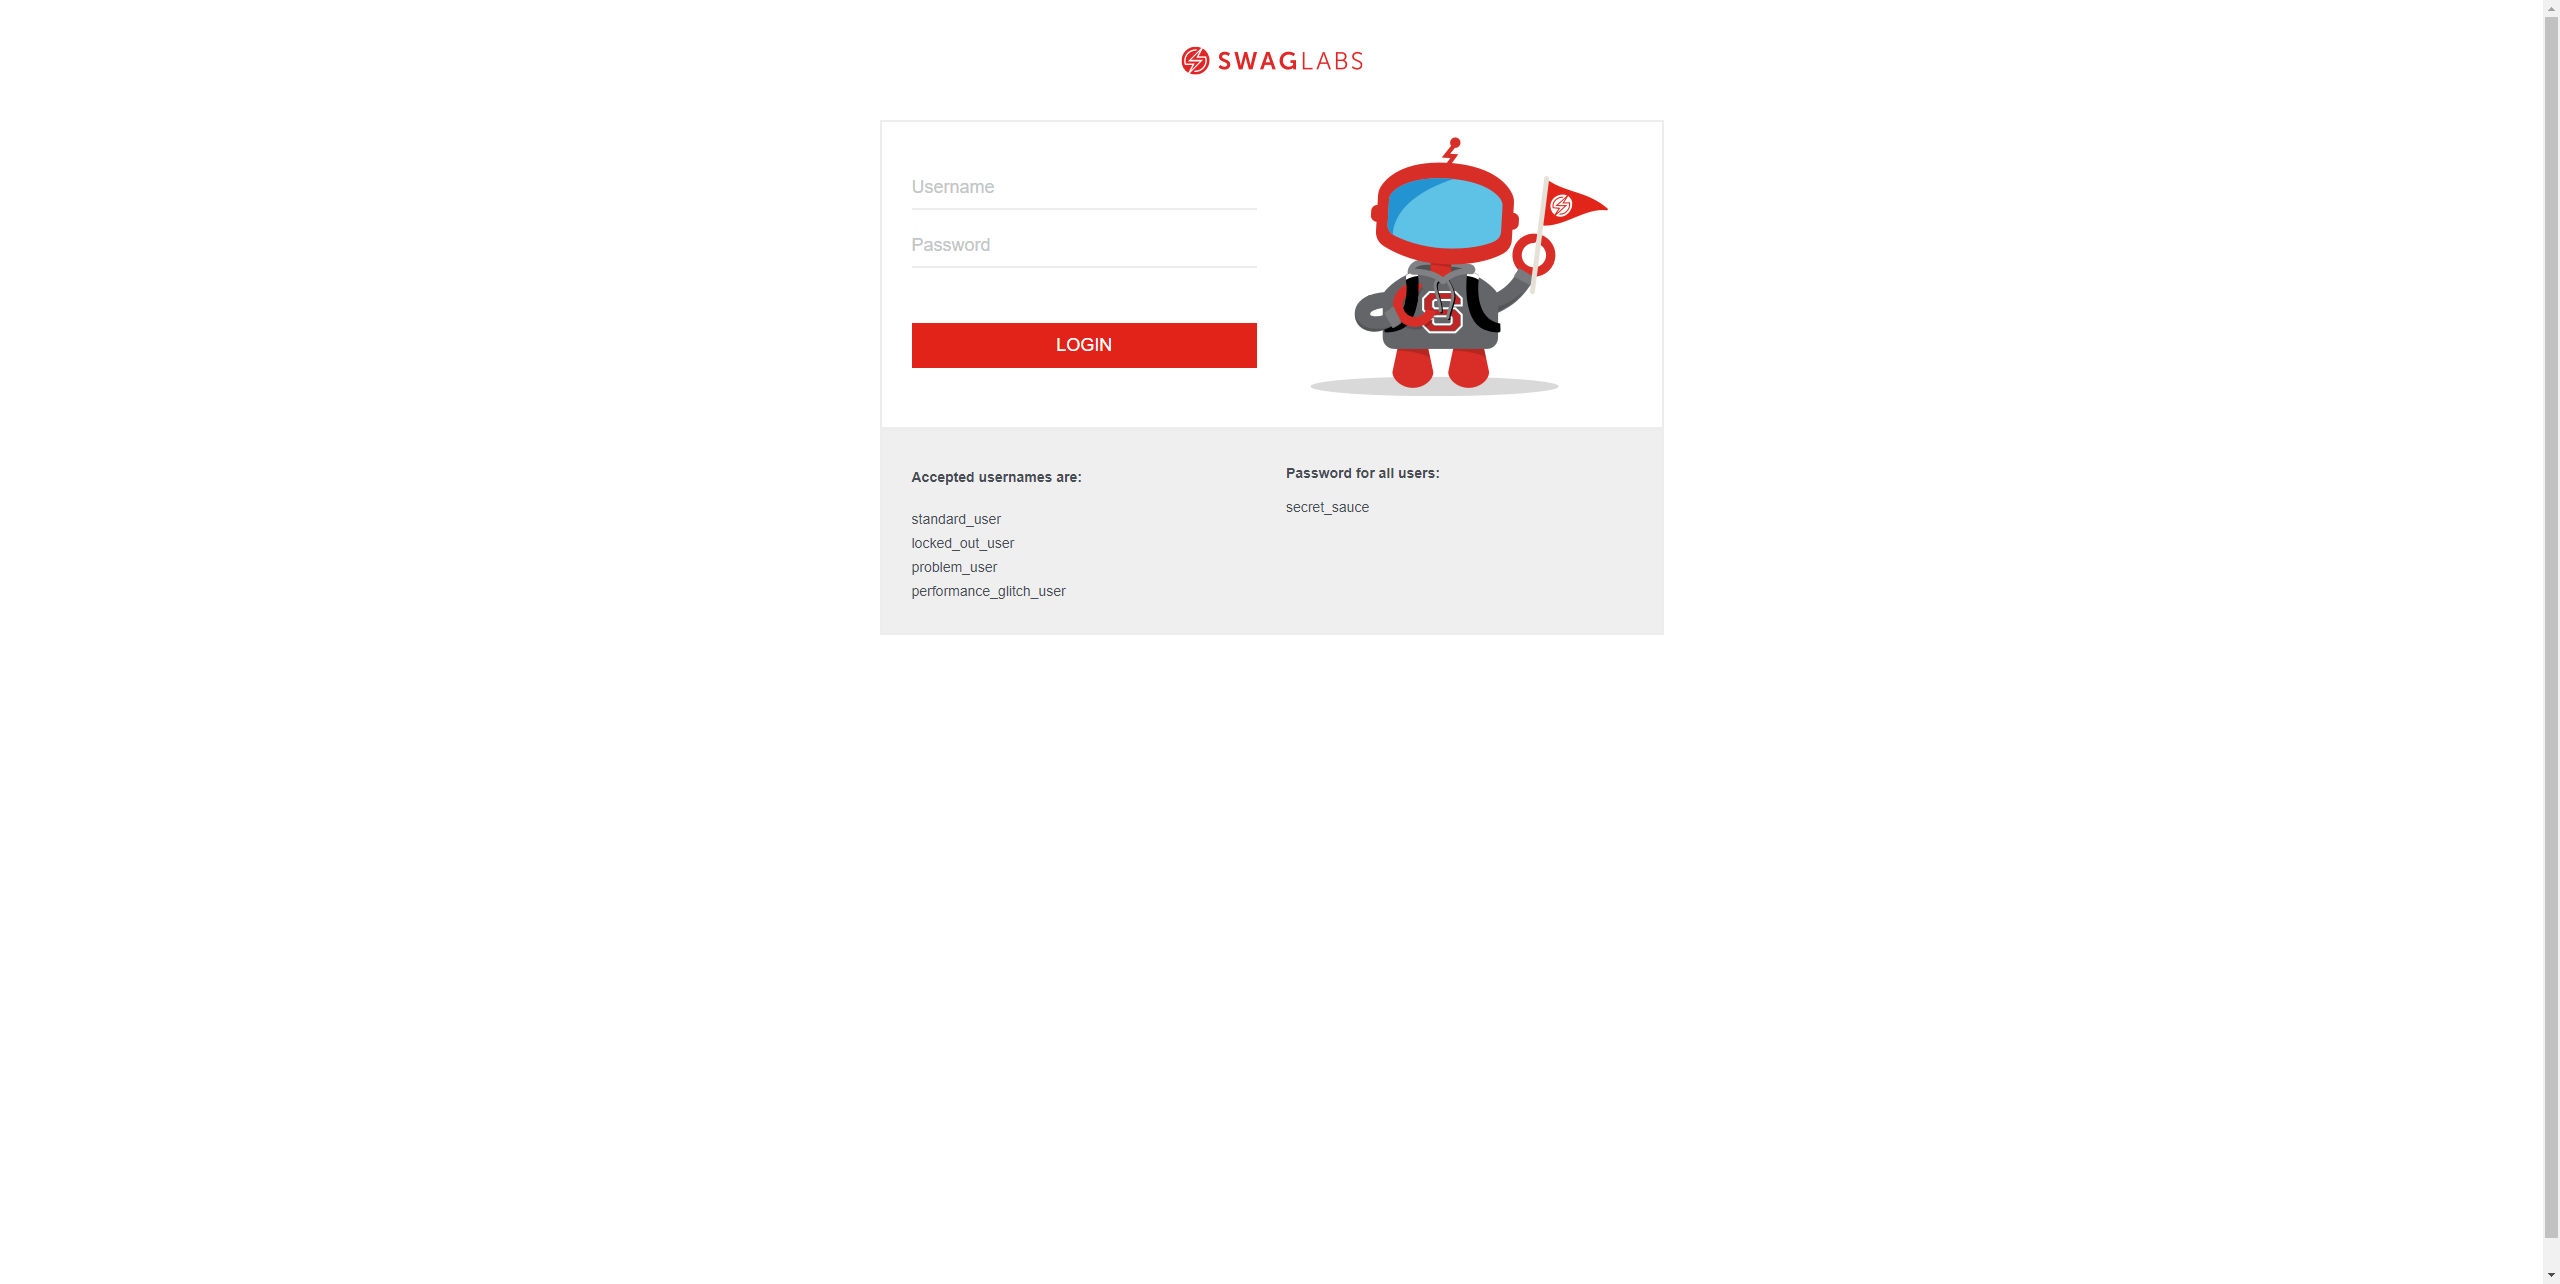 SWAGLABS
Username
Password
LOGIN
S
Accepted usernames are:
standard_user
locked_out_user
problem_user
performance_glitch_user
Password for all users:
secret_sauce